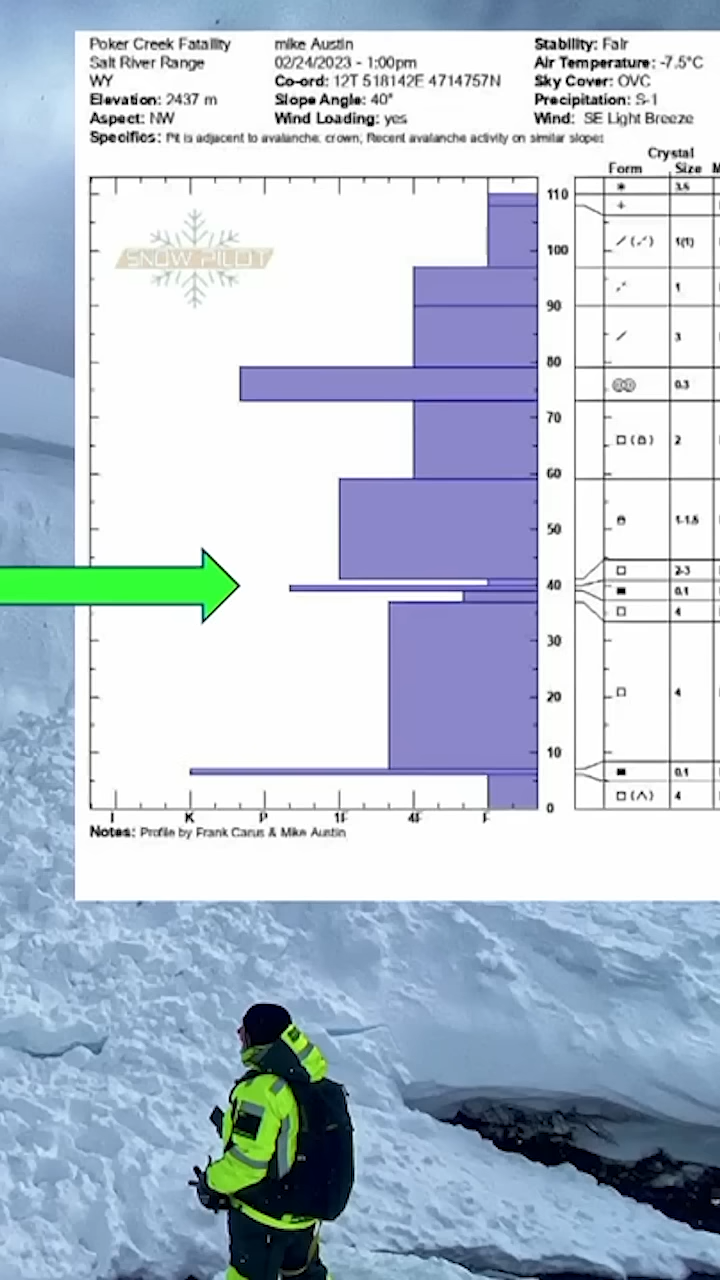 Poker Creek Fatality mike Austin Stability: Fair
Salt River Range 02/24/2023 - 1:00pm Air Temperature: -7.5°C
WY Co-ord: 12T 518142E 4714757N Sky Cover: OVC
Elevation: 2437 m Slope Angle: 40° Precipitation: S-1
Aspect: NW Wind Loading: yes Wind: SE Light Breeze
Specifics: Pit is adjacent to avalanche; crown; Recent avalanche activity on similar slopes
Crystal
Form Size M
SNOW PILOT
110 3.5
100 1(1)
90 1
3
80
0.3
70
2
60
50 1-1.5
2-3
40 0.1
4
30
20 4
10
0.1
0 4
I K P 1F 4F F
Notes: Profile by Frank Carus & Mike Austin